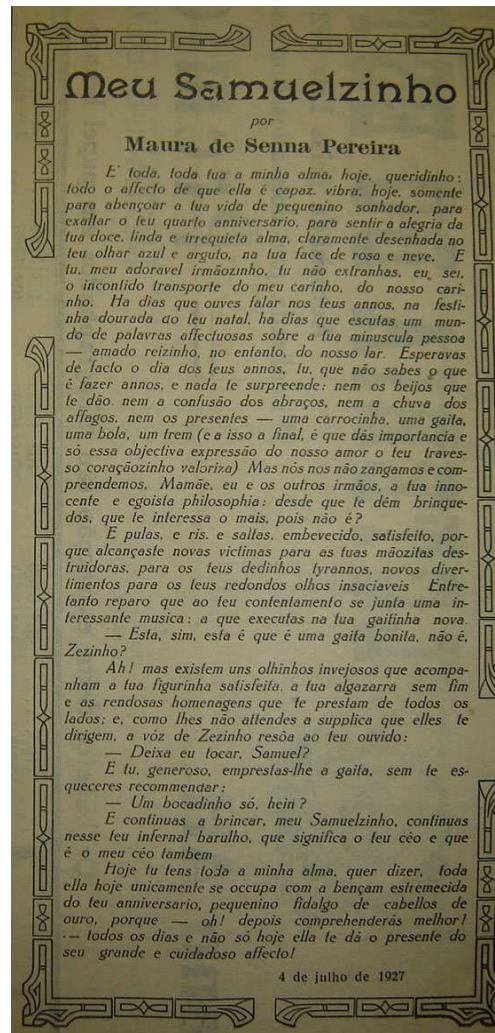 Meu Samuelzinho
por
Maura de Senna Pereira
E' toda, toda tua a minha alma, hoje, queridinho;
todo o affecto de que ella é capaz, vibra, hoje, somente
para abençoar a tua vida de pequenino sonhador, para
exaltar o teu quarto anniversario, para sentir a alegria da
tua doce, linda e irrequieta alma, claramente desenhada no
teu olhar azul e arguto, na tua face de rosa e neve. E
tu, meu adoravel irmãozinho, tu não extranhas, eu sei,
o incontido transporte do meu carinho, do nosso cari-
nho. Ha dias que ouves falar nos teus annos, na festi-
nha dourada do teu natal, ha dias que escutas um mun-
do de palavras affectuosas sobre a tua minuscula pessoa
— amado reizinho, no entanto, do nosso lar. Esperavas
de facto o dia dos teus annos, tu, que não sabes o que
é fazer annos, e nada te surpreende: nem os beijos que
te dão, nem a confusão dos abraços, nem a chuva dos
affagos, nem os presentes — uma carrocinha, uma gaita,
uma bola, um trem (e a isso a final, é que dás importancia e
só essa objectiva expressão do nosso amor o teu traves-
so coraçãozinho valoriza) Mas nós nos não zangamos e com-
preendemos, Mamãe, eu e os outros irmãos, a tua inno-
cente e egoista philosophia: desde que te dêm brinque-
dos, que te interessa o mais, pois não é?
E pulas, e ris, e saltas, embevecido, satisfeito, por-
que alcançaste novas victimas para as tuas mãozitas des-
truidoras, para os teus dedinhos tyrannos, novos diver-
timentos para os teus redondos olhos insaciaveis Entre-
tanto reparo que ao teu contentamento se junta uma in-
teressante musica: a que executas na tua gaitinha nova.
— Esta, sim, esta é que é uma gaita bonita, não é,
Zezinho?
Ah! mas existem uns olhinhos invejosos que acompa-
nham a tua figurinha satisfeita, a tua algazarra sem fim
e as rendosas homenagens que te prestam de todos os
lados; e, como lhes não attendes a supplica que elles te
dirigem, a vóz de Zezinho resôa ao teu ouvido:
— Deixa eu tocar, Samuel?
E tu, generoso, emprestas-lhe a gaita, sem te es-
queceres recommendar:
— Um bocadinho só, hein?
E continuas a brincar, meu Samuelzinho, continuas
nesse teu infernal barulho, que significa o teu céo e que
é o meu céo tambem
Hoje tu tens toda a minha alma, quer dizer, toda
ella hoje unicamente se occupa com a bençam estremecida
do teu anniversario, pequenino fidalgo de cabellos de
ouro, porque — oh! depois comprehenderás melhor!
— todos os dias e não só hoje ella te dá o presente do
seu grande e cuidadoso affecto!
4 de julho de 1927